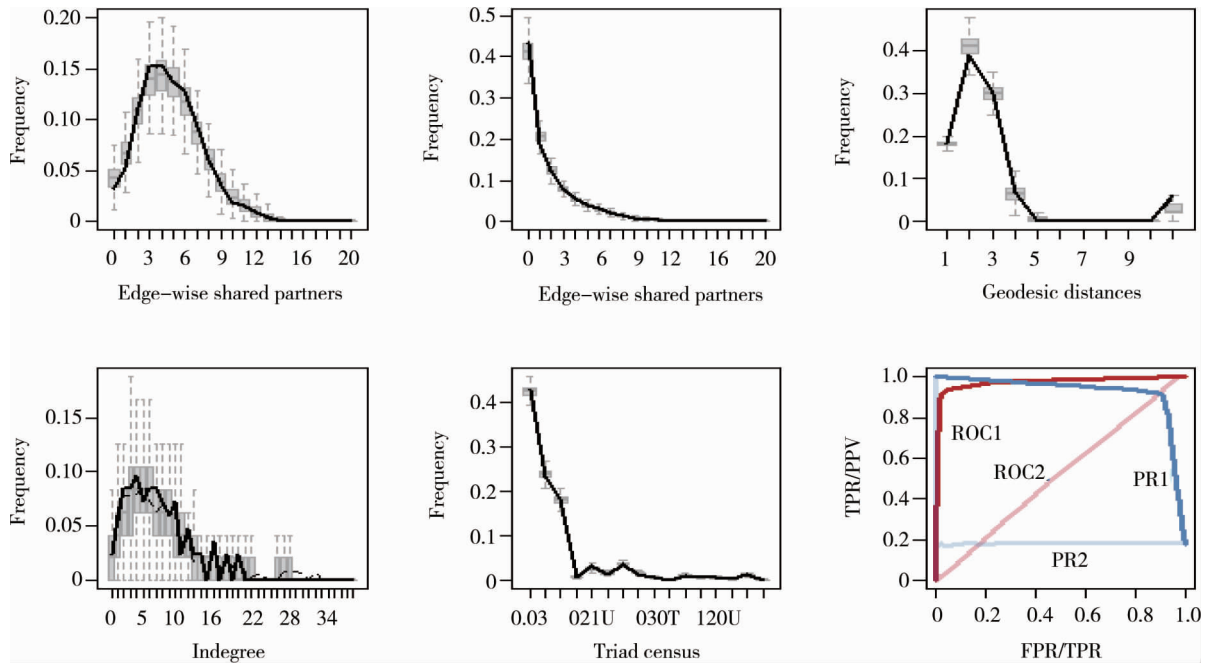 0.20
0.15
0.10
0.05
0
Frequency
0 3 6 9 12 16 20
Edge-wise shared partners
0.5
0.4
0.3
0.2
0.1
0
Frequency
0 3 6 9 12 16 20
Edge-wise shared partners
0.4
0.2
0
Frequency
1 3 5 7 9
Geodesic distances
0.15
0.10
0.05
0
Frequency
0 5 10 16 22 28 34
Indegree
0.4
0.3
0.2
0.1
0
Frequency
0.03 021U 030T 120U
Triad census
1.0
0.8
0.6
0.4
0.2
0
TPR/PPV
ROC1
ROC2
PR1
PR2
0 0.2 0.4 0.6 0.8 1.0
FPR/TPR